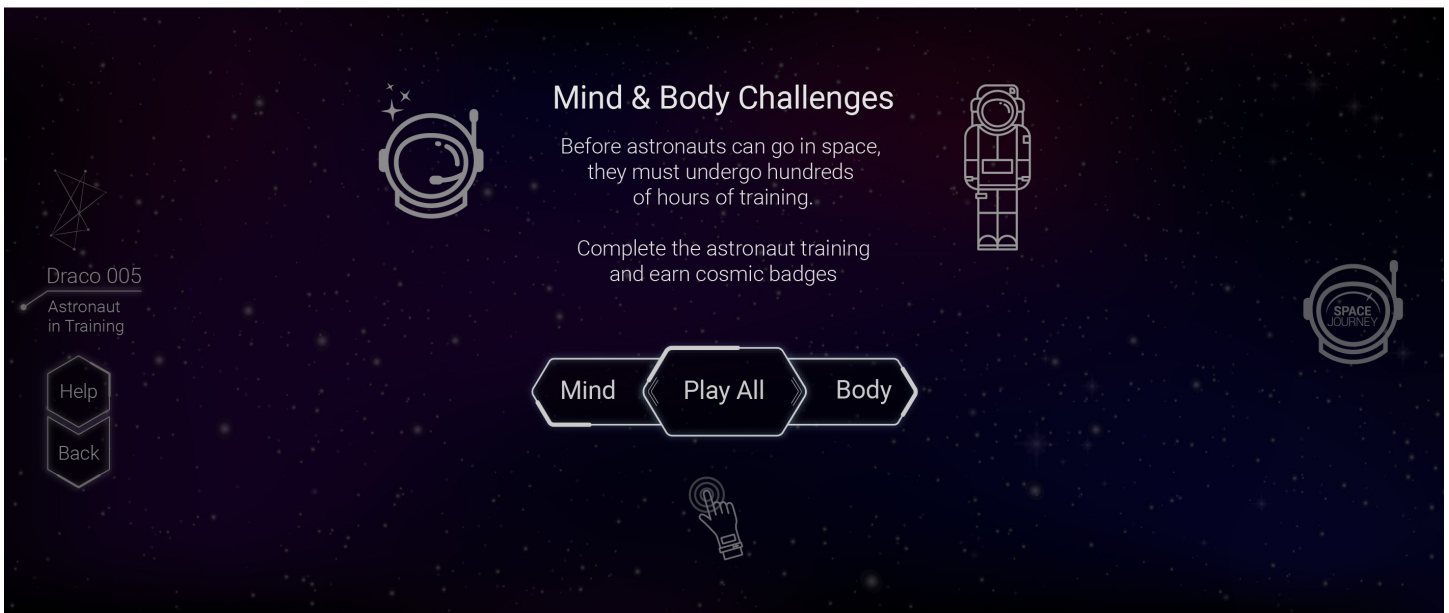 Mind & Body Challenges
Before astronauts can go in space,
they must undergo hundreds
of hours of training.
Complete the astronaut training
and earn cosmic badges
Draco 005
Astronaut
in Training
Help
Back
Mind
Play All
Body
SPACE
JOURNEY